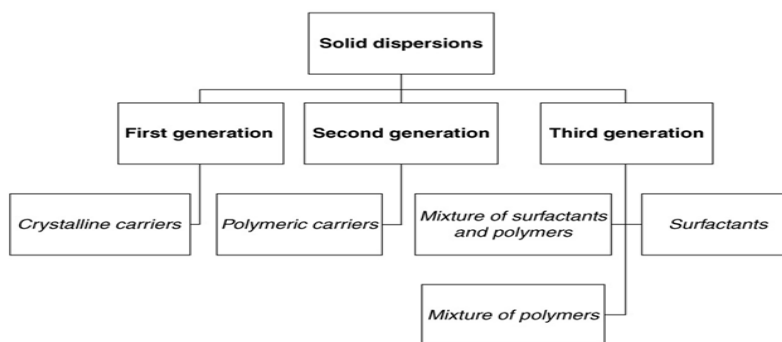 Solid dispersions
First generation
Second generation
Third generation
Crystalline carriers
Polymeric carriers
Mixture of surfactants
and polymers
Surfactants
Mixture of polymers